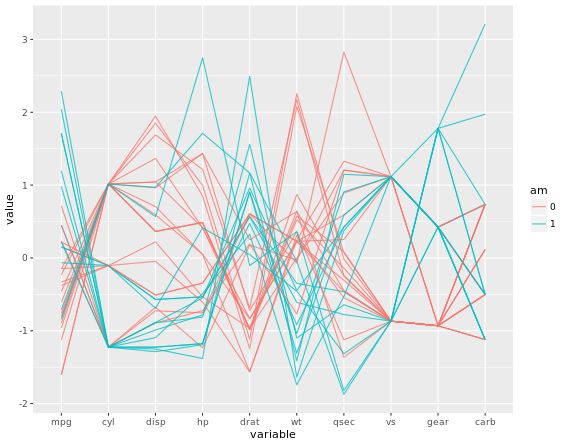 3
2
1
0
-1
-2
value
mpg cyl disp hp drat wt qsec vs gear carb
variable
am
0
1